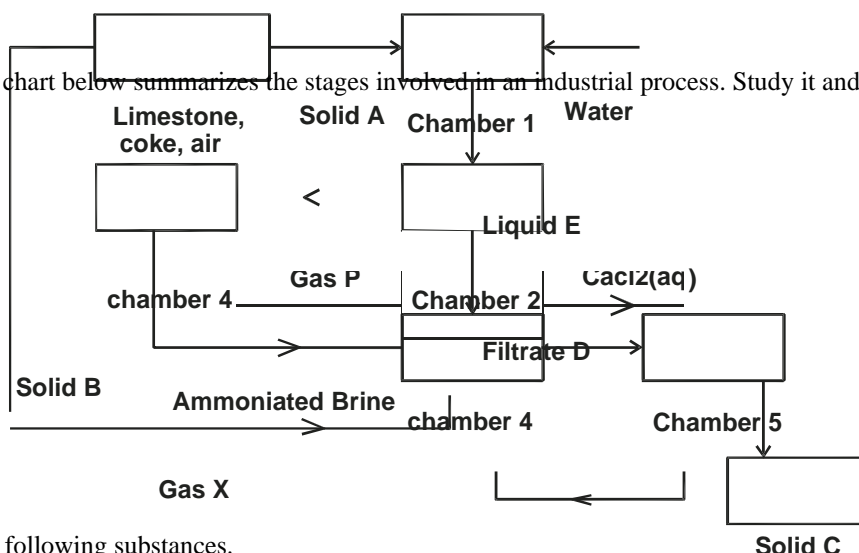 chart below summarizes the stages involved in an industrial process. Study it and
Limestone, coke, air
Solid A
Chamber 1
Water
Liquid E
Gas P
Cacl2(aq)
chamber 4
Chamber 2
Filtrate D
Solid B
Ammoniated Brine
chamber 4
Chamber 5
Gas X
following substances.
Solid C